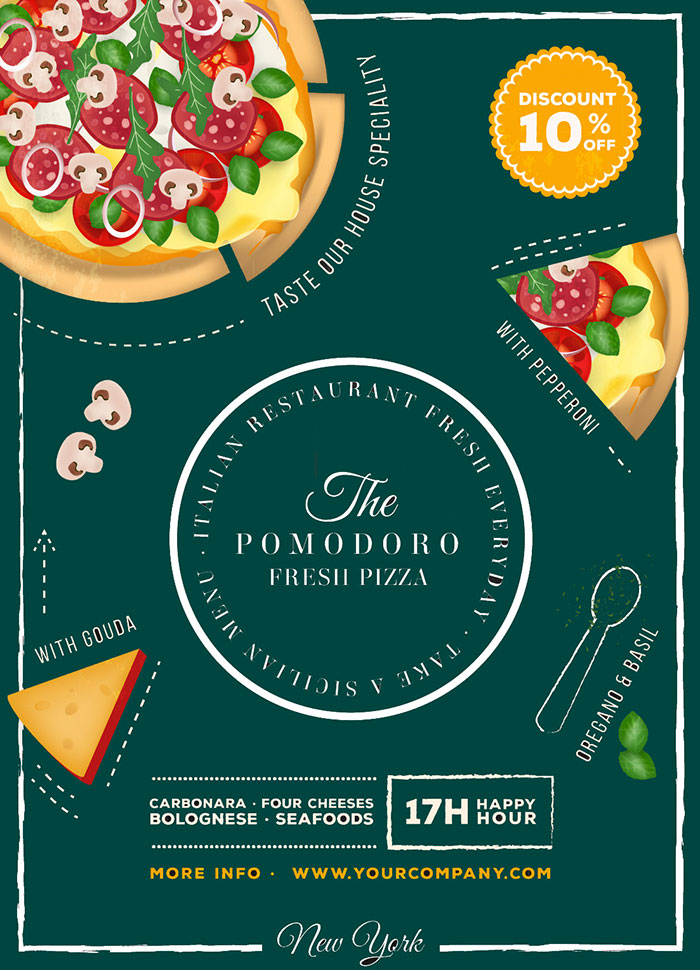 TASTE OUR HOUSE SPECIALITY
DISCOUNT
10% OFF
WITH PEPPERONI
· ITALIAN RESTAURANT FRESH EVERYDAY · TAKE A SICILIAN MENU
The
POMODORO
FRESH PIZZA
WITH GOUDA
OREGANO & BASIL
CARBONARA · FOUR CHEESES
BOLOGNESE · SEAFOODS
17H HAPPY HOUR
MORE INFO · WWW.YOURCOMPANY.COM
New York